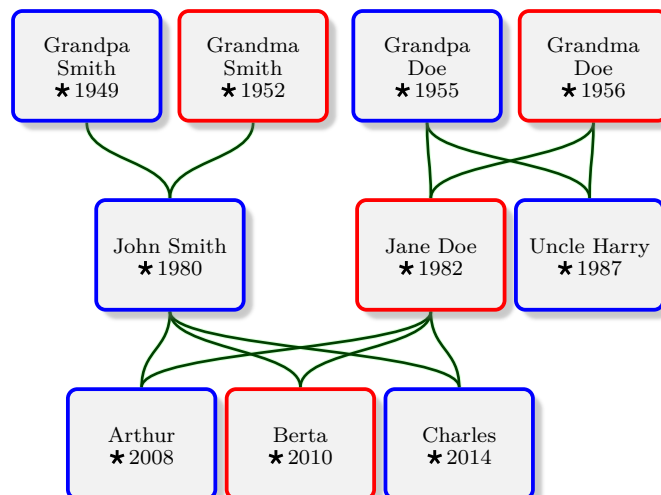 Grandpa
Smith
★ 1949
Grandma
Smith
★ 1952
Grandpa
Doe
★ 1955
Grandma
Doe
★ 1956
John Smith
★ 1980
Jane Doe
★ 1982
Uncle Harry
★ 1987
Arthur
★ 2008
Berta
★ 2010
Charles
★ 2014